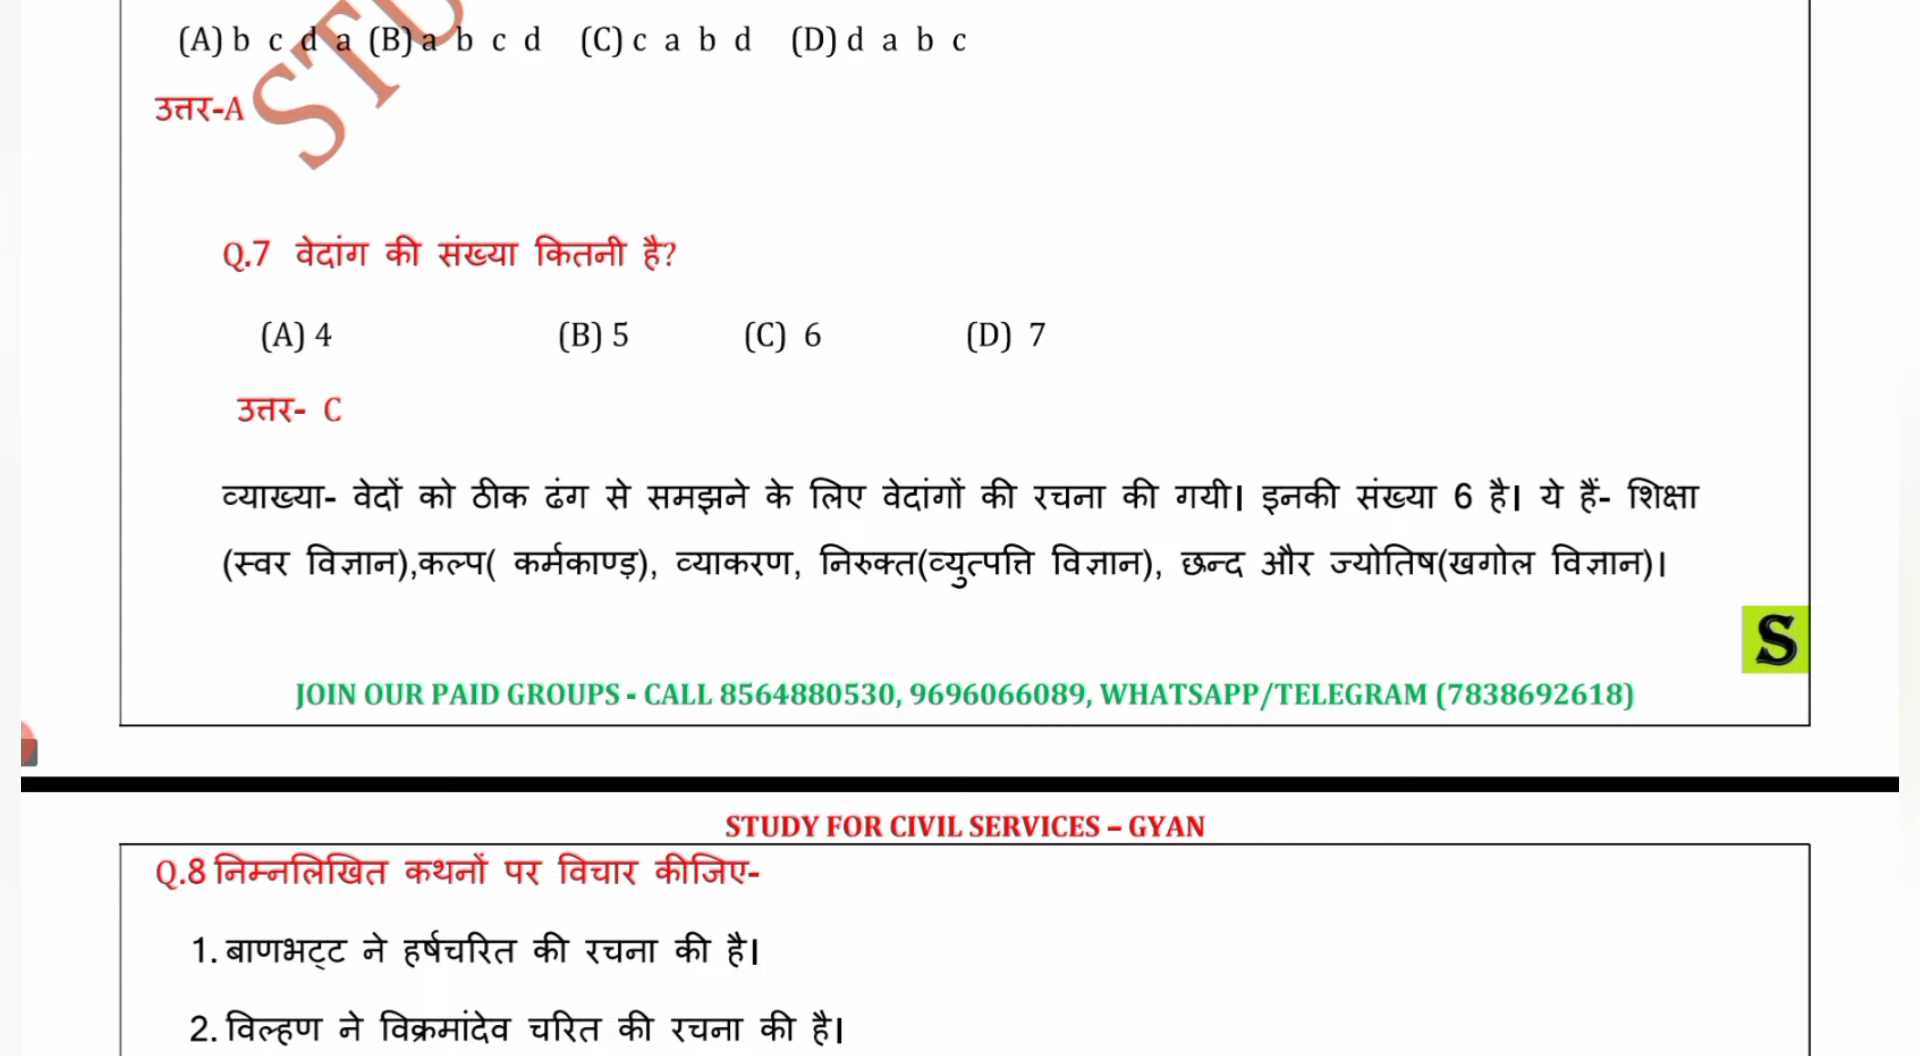 (A) b c d a (B) a b c d (C) c a b d (D) d a b c
उत्तर-A
STU
Q.7 वेदांग की संख्या कितनी है?
(A) 4 (B) 5 (C) 6 (D) 7
उत्तर- C
व्याख्या- वेदों को ठीक ढंग से समझने के लिए वेदांगों की रचना की गयी। इनकी संख्या 6 है। ये हैं- शिक्षा
(स्वर विज्ञान),कल्प( कर्मकाण्ड़), व्याकरण, निरुक्त(व्युत्पत्ति विज्ञान), छन्द और ज्योतिष(खगोल विज्ञान)।
S
JOIN OUR PAID GROUPS - CALL 8564880530, 9696066089, WHATSAPP/TELEGRAM (7838692618)
STUDY FOR CIVIL SERVICES – GYAN
Q.8 निम्नलिखित कथनों पर विचार कीजिए-
1. बाणभट्ट ने हर्षचरित की रचना की है।
2. विल्हण ने विक्रमांदेव चरित की रचना की है।